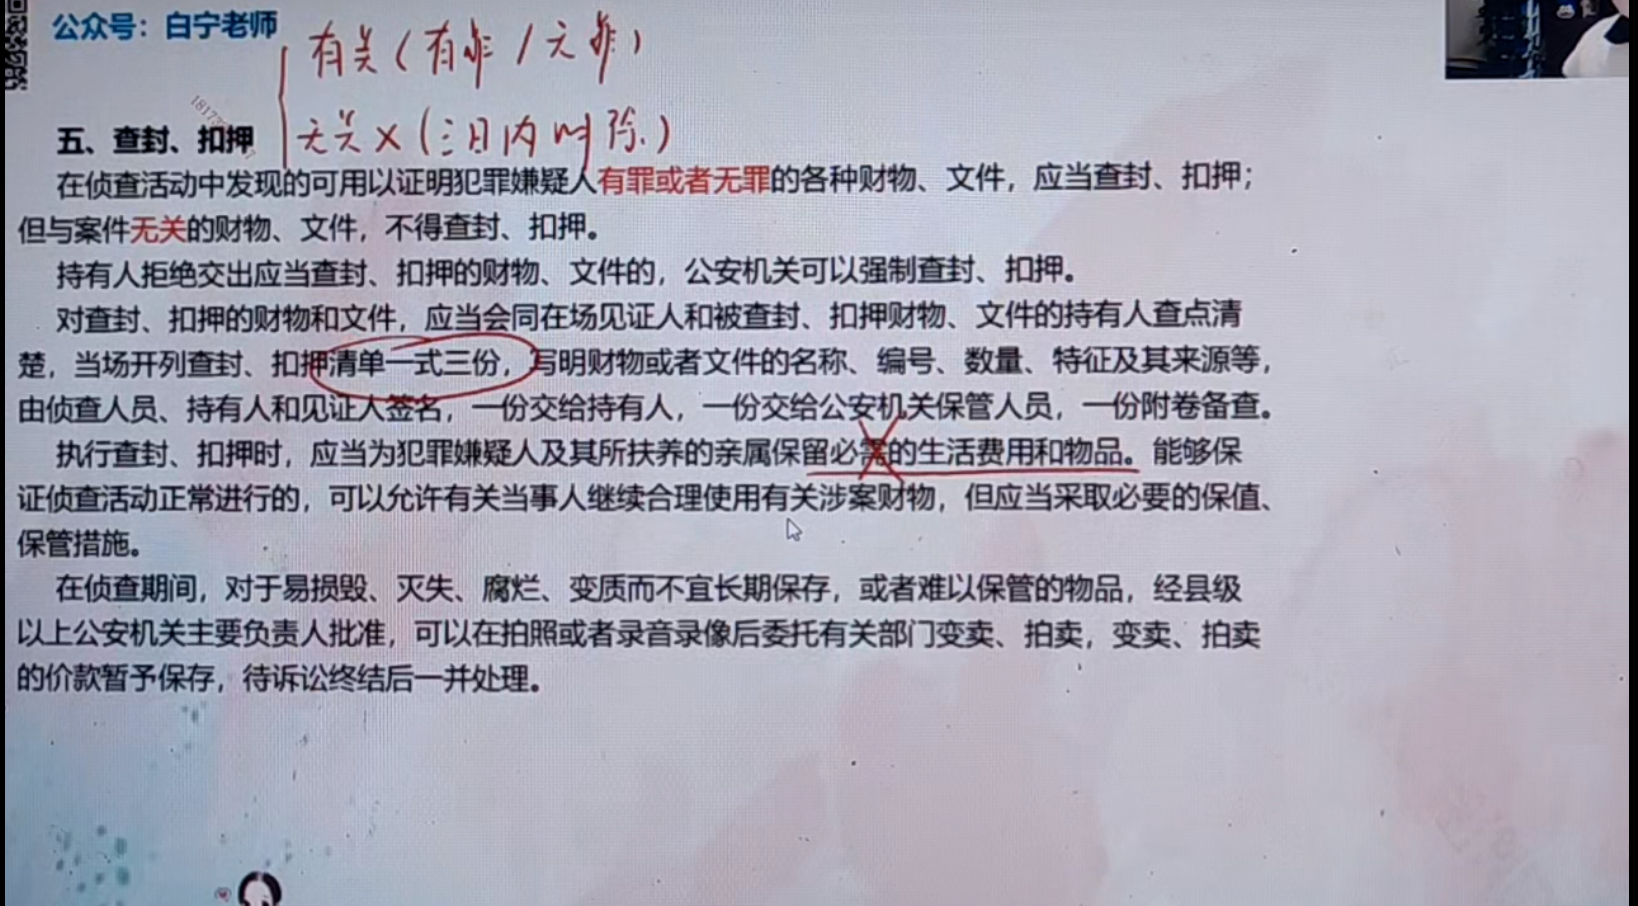 公众号：白宁老师
有关（有罪/无罪）
无关×（三日内解除）
五、查封、扣押
在侦查活动中发现的可用以证明犯罪嫌疑人有罪或者无罪的各种财物、文件，应当查封、扣押；
但与案件无关的财物、文件，不得查封、扣押。
持有人拒绝交出应当查封、扣押的财物、文件的，公安机关可以强制查封、扣押。
对查封、扣押的财物和文件，应当会同在场见证人和被查封、扣押财物、文件的持有人查点清
楚，当场开列查封、扣押清单一式三份，写明财物或者文件的名称、编号、数量、特征及其来源等，
由侦查人员、持有人和见证人签名，一份交给持有人，一份交给公安机关保管人员，一份附卷备查。
执行查封、扣押时，应当为犯罪嫌疑人及其所扶养的亲属保留必需的生活费用和物品。能够保
证侦查活动正常进行的，可以允许有关当事人继续合理使用有关涉案财物，但应当采取必要的保值、
保管措施。
在侦查期间，对于易损毁、灭失、腐烂、变质而不宜长期保存，或者难以保管的物品，经县级
以上公安机关主要负责人批准，可以在拍照或者录音录像后委托有关部门变卖、拍卖，变卖、拍卖
的价款暂予保存，待诉讼终结后一并处理。